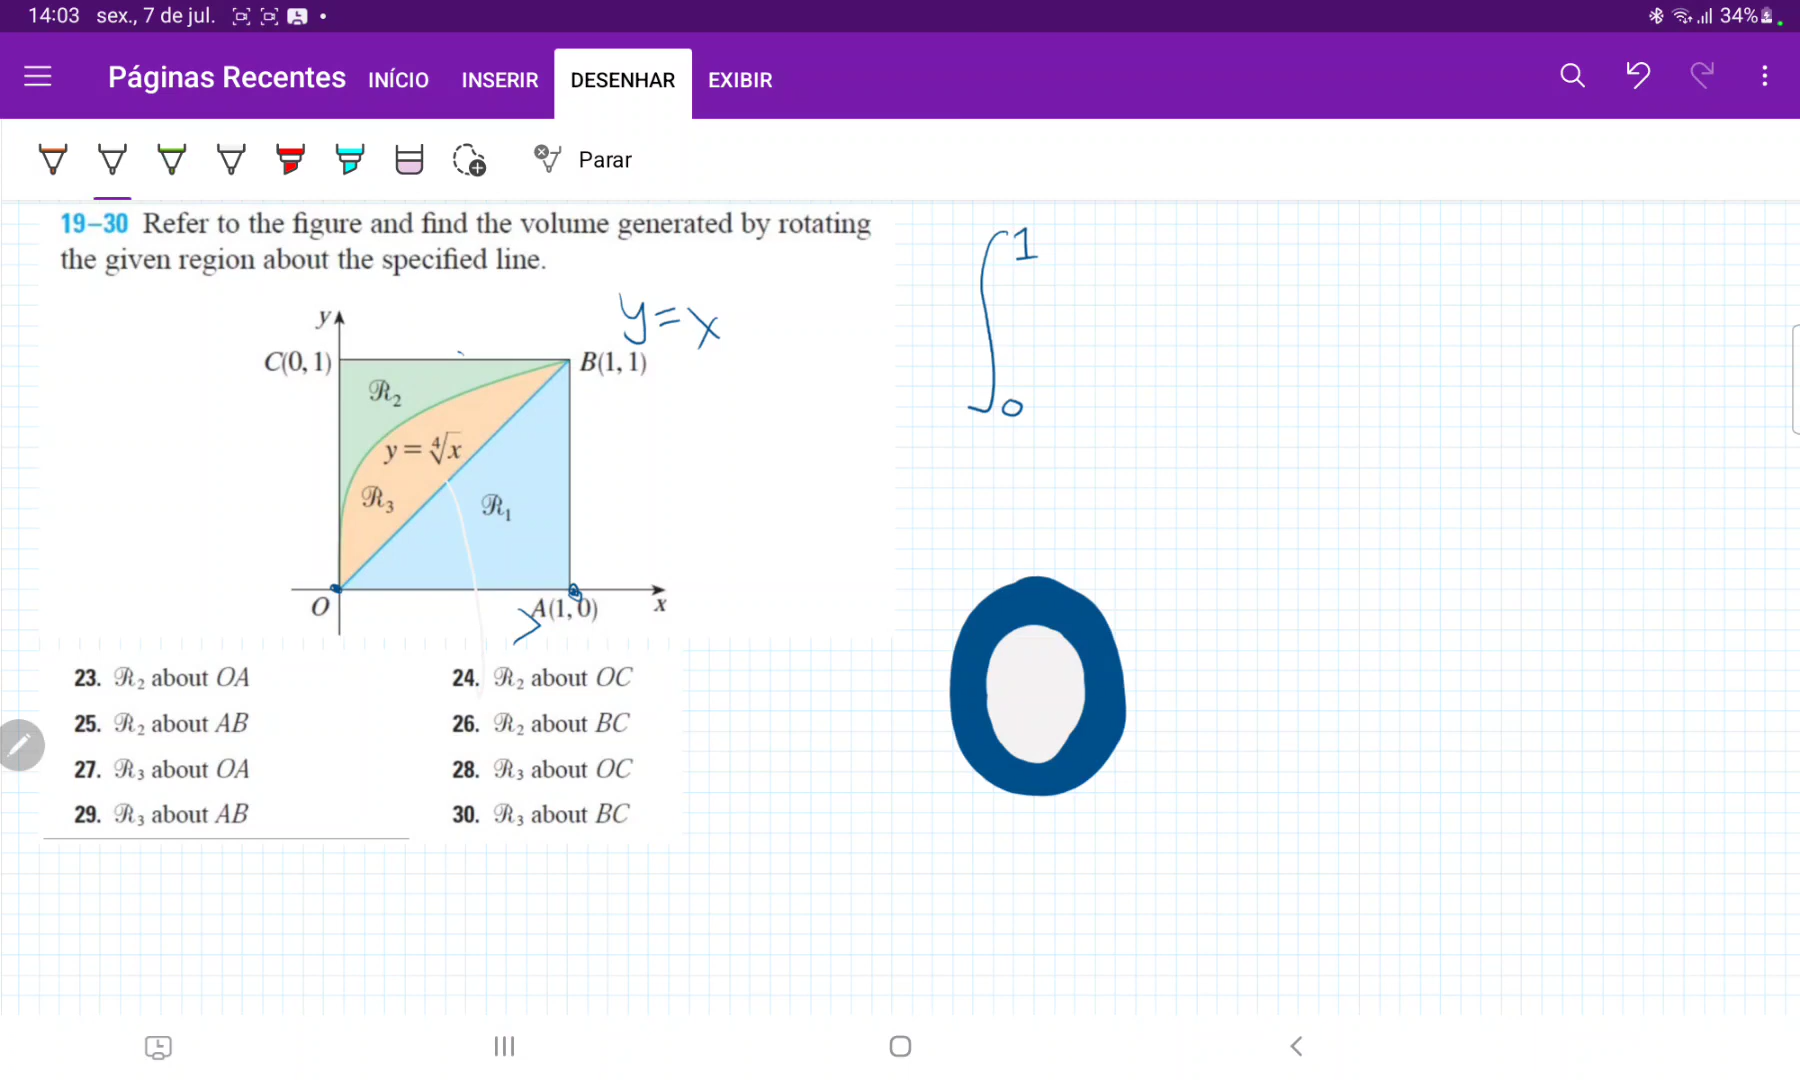 14:03 sex., 7 de jul.
34%
Páginas Recentes INÍCIO INSERIR DESENHAR EXIBIR
Parar
19–30 Refer to the figure and find the volume generated by rotating
the given region about the specified line.
y
y=x
C(0, 1)
B(1, 1)
ℛ₂
y = ∜x
ℛ₃
ℛ₁
O
A(1, 0)
x
∫ 1
0
23. ℛ₂ about OA
24. ℛ₂ about OC
25. ℛ₂ about AB
26. ℛ₂ about BC
27. ℛ₃ about OA
28. ℛ₃ about OC
29. ℛ₃ about AB
30. ℛ₃ about BC